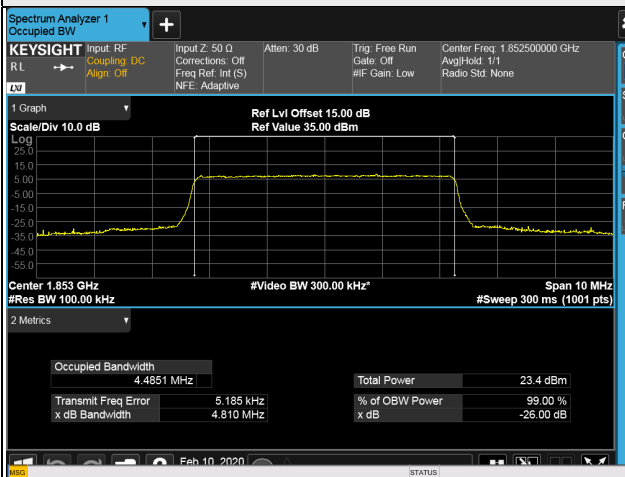 Spectrum Analyzer 1
Occupied BW
+
KEYSIGHT Input: RF Input Z: 50 Ω Atten: 30 dB Trig: Free Run Center Freq: 1.852500000 GHz
RL Coupling: DC Corrections: Off Gate: Off Avg|Hold: 1/1
Align: Off Freq Ref: Int (S) #IF Gain: Low Radio Std: None
LXI NFE: Adaptive
1 Graph
Ref Lvl Offset 15.00 dB
Scale/Div 10.0 dB Ref Value 35.00 dBm
Log
25.0
15.0
5.00
-5.00
-15.0
-25.0
-35.0
-45.0
-55.0
Center 1.853 GHz #Video BW 300.00 kHz* Span 10 MHz
#Res BW 100.00 kHz #Sweep 300 ms (1001 pts)
2 Metrics
Occupied Bandwidth
4.4851 MHz Total Power 23.4 dBm
Transmit Freq Error 5.185 kHz % of OBW Power 99.00 %
x dB Bandwidth 4.810 MHz x dB -26.00 dB
Feb 10, 2020
MSG STATUS